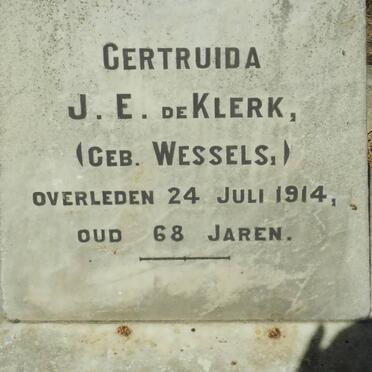 GERTRUIDA
J. E. DEKLERK,
(GEB. WESSELS,)
OVERLEDEN 24 JULI 1914,
OUD 68 JAREN.